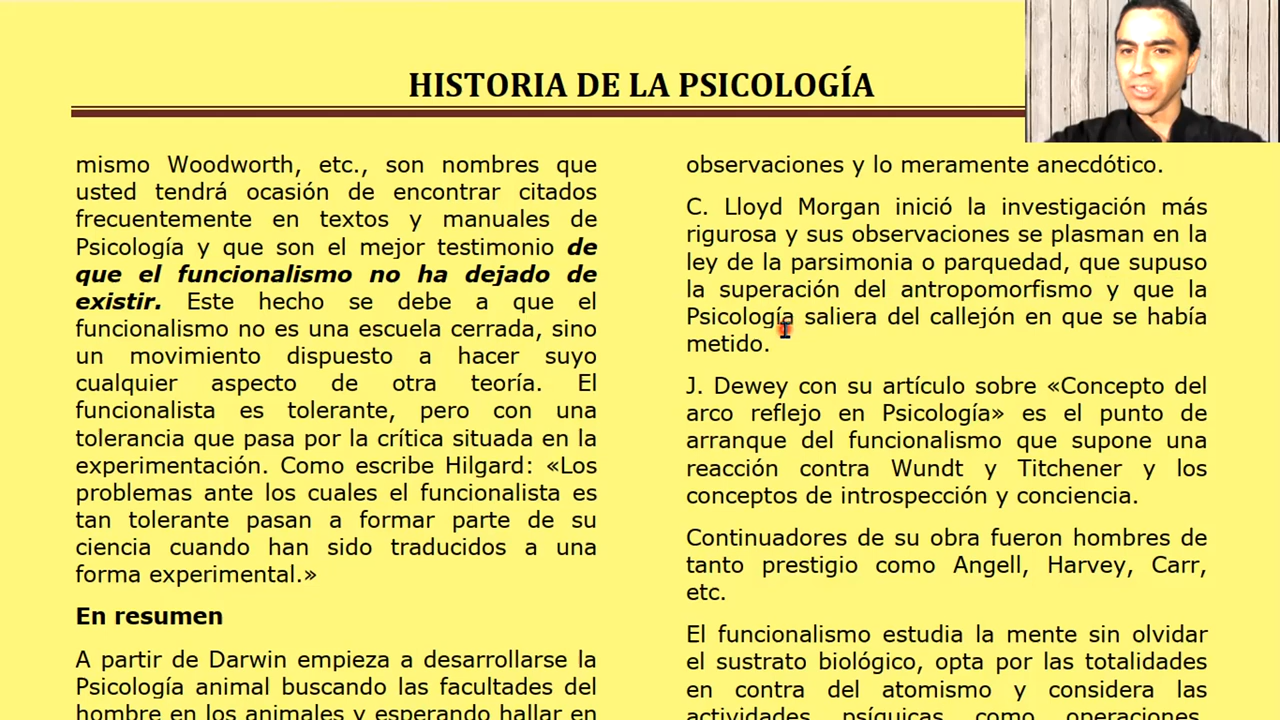 HISTORIA DE LA PSICOLOGÍA
mismo Woodworth, etc., son nombres que
usted tendrá ocasión de encontrar citados
frecuentemente en textos y manuales de
Psicología y que son el mejor testimonio de
que el funcionalismo no ha dejado de
existir. Este hecho se debe a que el
funcionalismo no es una escuela cerrada, sino
un movimiento dispuesto a hacer suyo
cualquier aspecto de otra teoría. El
funcionalista es tolerante, pero con una
tolerancia que pasa por la crítica situada en la
experimentación. Como escribe Hilgard: «Los
problemas ante los cuales el funcionalista es
tan tolerante pasan a formar parte de su
ciencia cuando han sido traducidos a una
forma experimental.»
En resumen
A partir de Darwin empieza a desarrollarse la
Psicología animal buscando las facultades del
hombre en los animales y esperando hallar en
observaciones y lo meramente anecdótico.
C. Lloyd Morgan inició la investigación más
rigurosa y sus observaciones se plasman en la
ley de la parsimonia o parquedad, que supuso
la superación del antropomorfismo y que la
Psicología saliera del callejón en que se había
metido.
J. Dewey con su artículo sobre «Concepto del
arco reflejo en Psicología» es el punto de
arranque del funcionalismo que supone una
reacción contra Wundt y Titchener y los
conceptos de introspección y conciencia.
Continuadores de su obra fueron hombres de
tanto prestigio como Angell, Harvey, Carr,
etc.
El funcionalismo estudia la mente sin olvidar
el sustrato biológico, opta por las totalidades
en contra del atomismo y considera las
actividades psíquicas como operaciones,